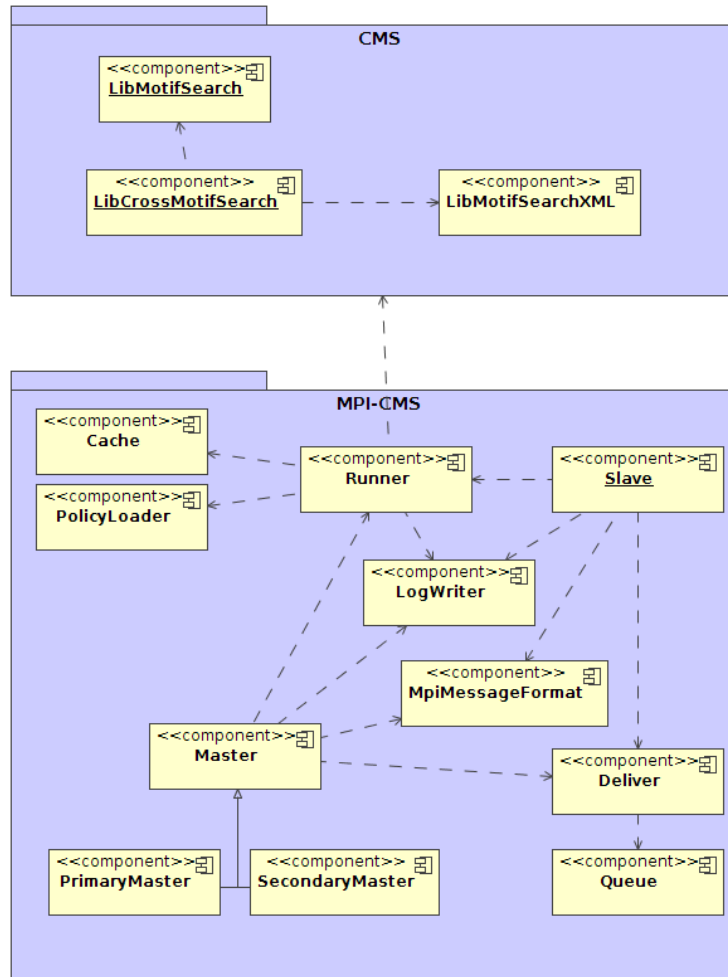 CMS
<<component>>
LibMotifSearch
<<component>>
LibCrossMotifSearch
<<component>>
LibMotifSearchXML
MPI-CMS
<<component>>
Cache
<<component>>
Runner
<<component>>
Slave
<<component>>
PolicyLoader
<<component>>
LogWriter
<<component>>
MpiMessageFormat
<<component>>
Master
<<component>>
Deliver
<<component>>
PrimaryMaster
<<component>>
SecondaryMaster
<<component>>
Queue